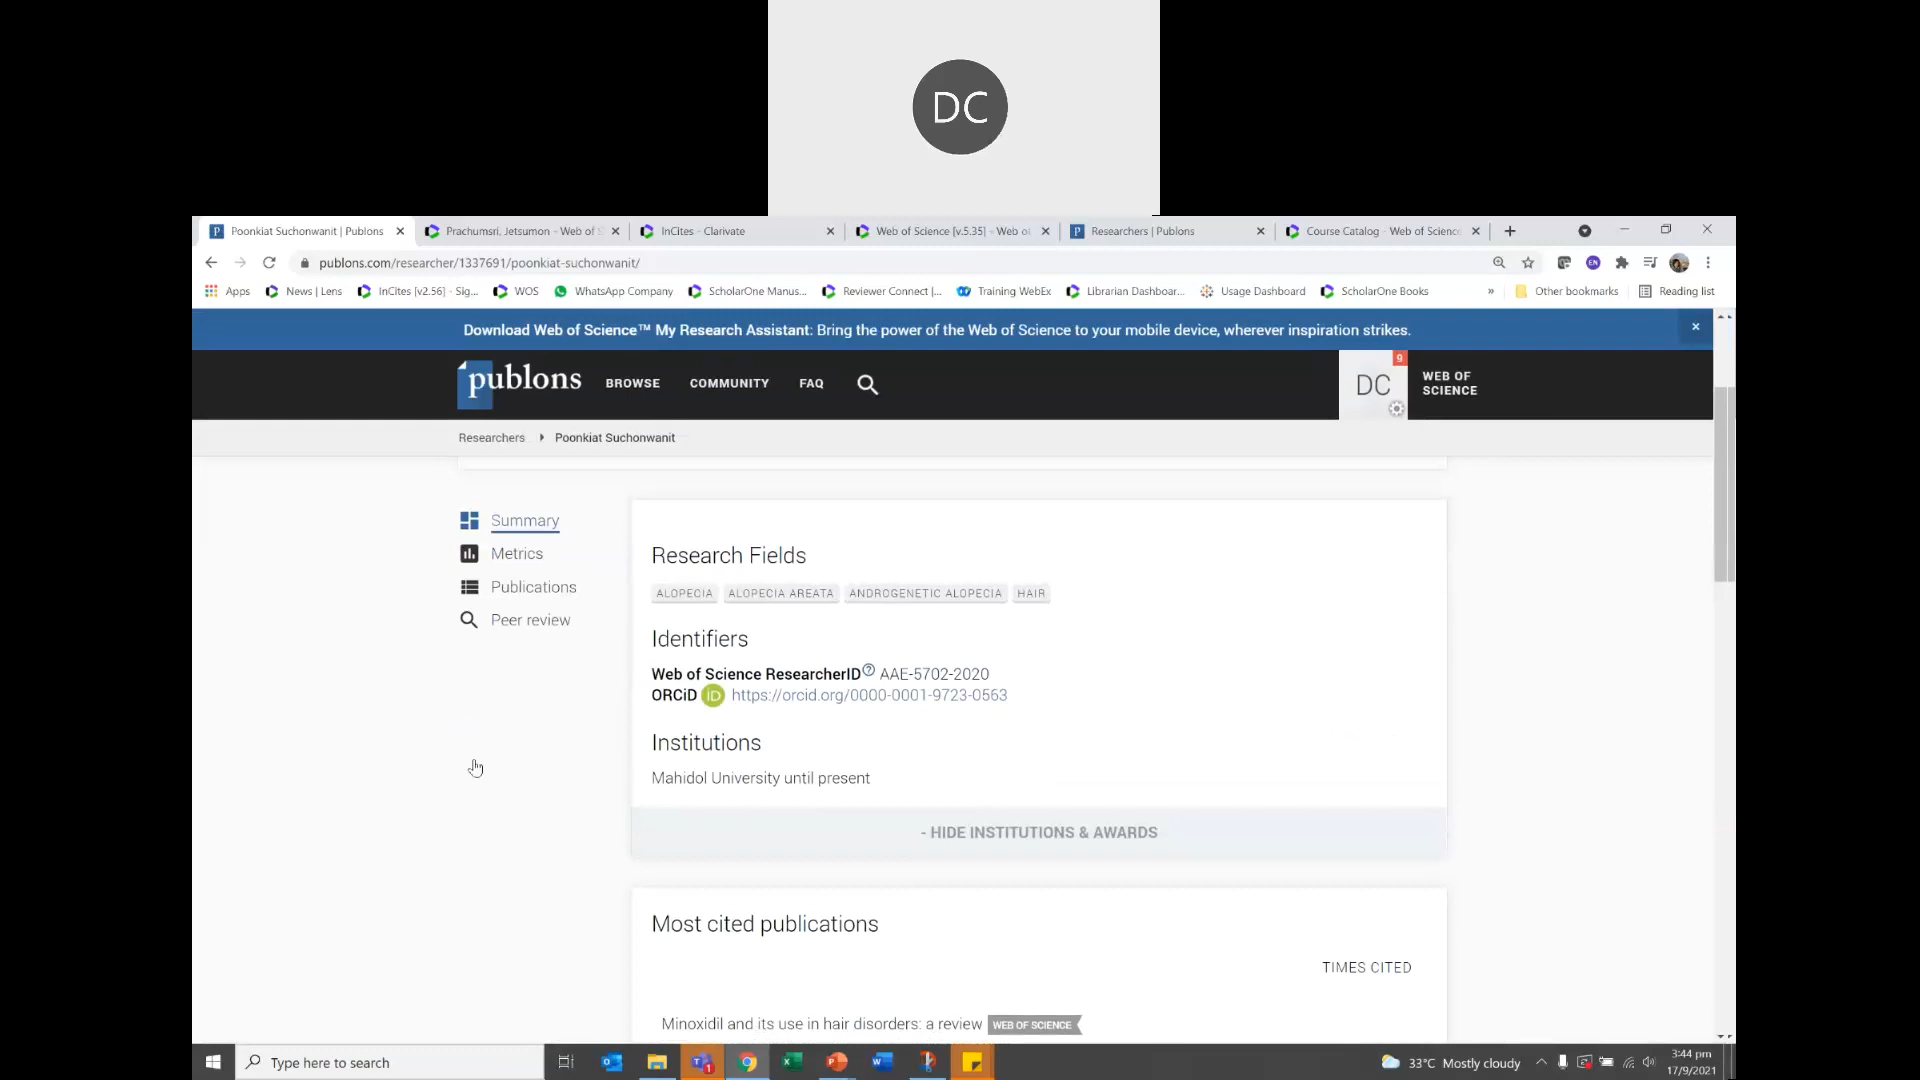 DC
Poonkiat Suchonwanit | Publons
Prachumsri, Jetsumon - Web of S
InCites - Clarivate
Web of Science [v.5.35] - Web of
Researchers | Publons
Course Catalog - Web of Science
publons.com/researcher/1337691/poonkiat-suchonwanit/
EN
Apps
News | Lens
InCites [v2.56] - Sig...
WOS
WhatsApp Company
ScholarOne Manus...
Reviewer Connect |...
Training WebEx
Librarian Dashboar...
Usage Dashboard
ScholarOne Books
»
Other bookmarks
Reading list
Download Web of Science™ My Research Assistant: Bring the power of the Web of Science to your mobile device, wherever inspiration strikes.
publons
BROWSE
COMMUNITY
FAQ
DC
9
WEB OF
SCIENCE
Researchers
Poonkiat Suchonwanit
Summary
Metrics
Publications
Peer review
Research Fields
ALOPECIA
ALOPECIA AREATA
ANDROGENETIC ALOPECIA
HAIR
Identifiers
Web of Science ResearcherID? AAE-5702-2020
ORCiD iD https://orcid.org/0000-0001-9723-0563
Institutions
Mahidol University until present
- HIDE INSTITUTIONS & AWARDS
Most cited publications
TIMES CITED
Minoxidil and its use in hair disorders: a review
WEB OF SCIENCE
Type here to search
33°C Mostly cloudy
3:44 pm
17/9/2021